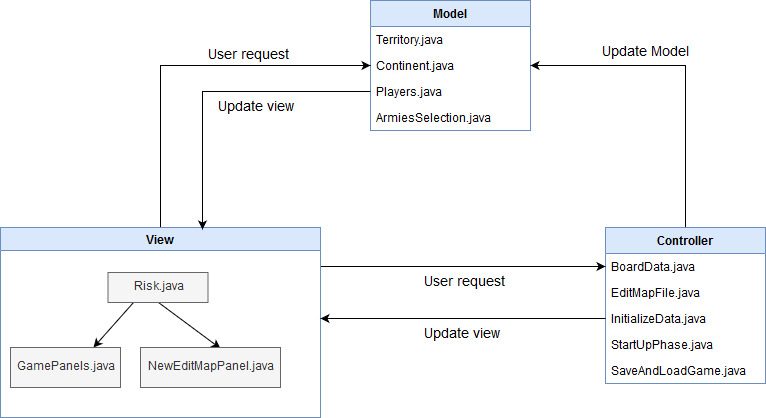 Model
Territory.java
Continent.java
Players.java
ArmiesSelection.java
User request
Update view
Update Model
View
Risk.java
GamePanels.java
NewEditMapPanel.java
User request
Update view
Controller
BoardData.java
EditMapFile.java
InitializeData.java
StartUpPhase.java
SaveAndLoadGame.java